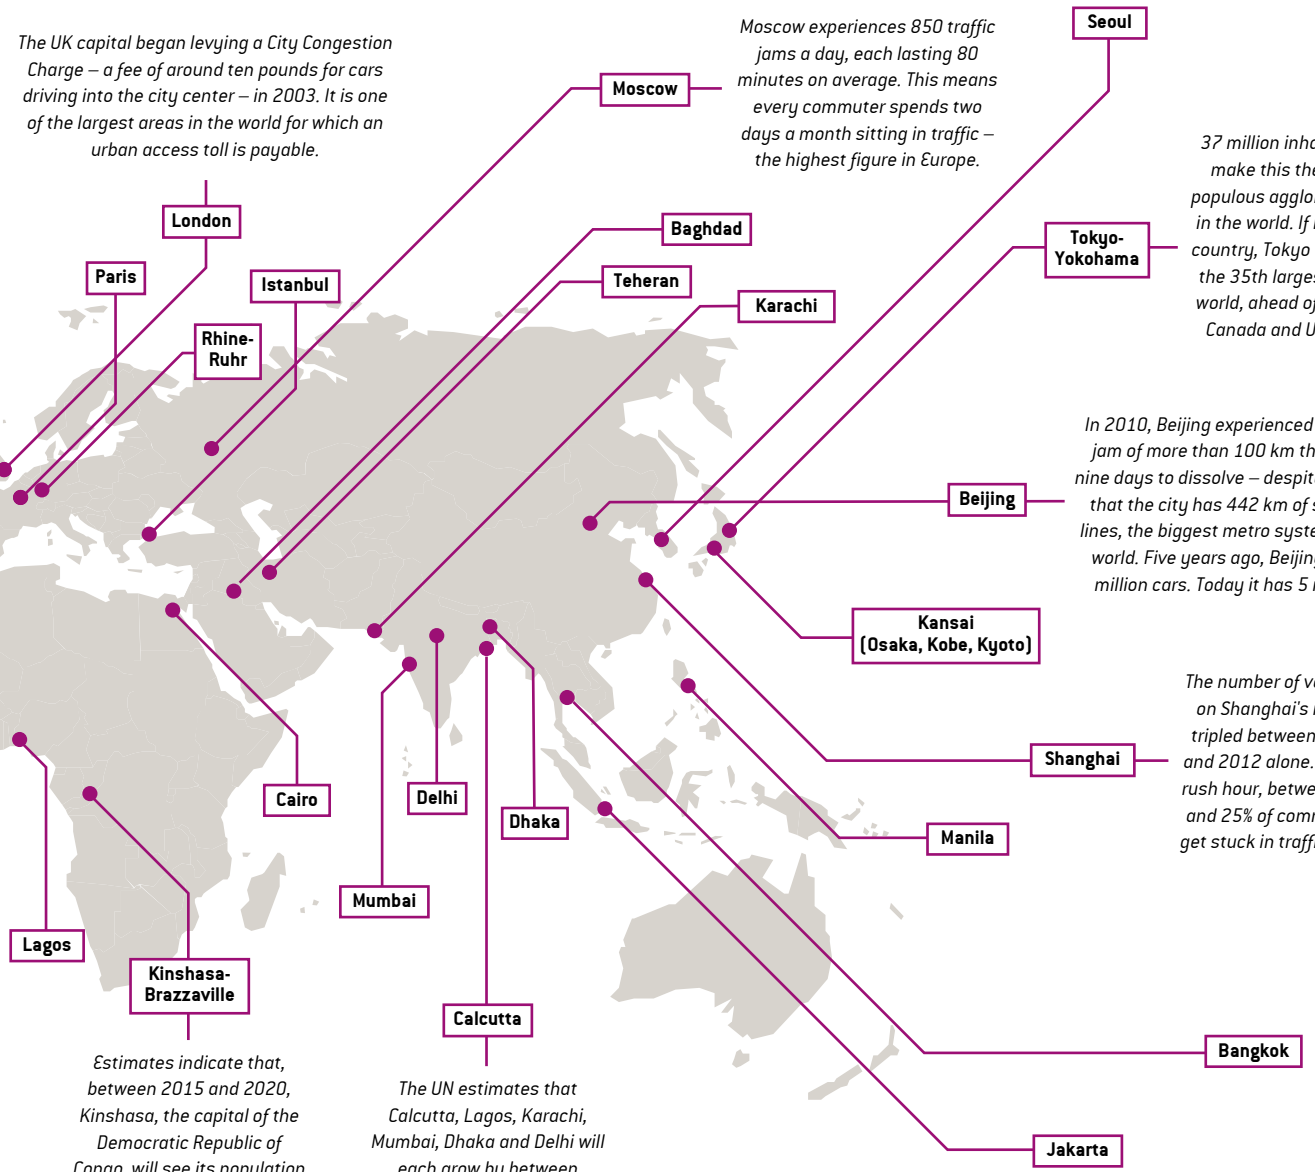 The UK capital began levying a City Congestion
Charge – a fee of around ten pounds for cars
driving into the city center – in 2003. It is one
of the largest areas in the world for which an
urban access toll is payable.
London
Paris
Istanbul
Rhine-
Ruhr
Moscow
Moscow experiences 850 traffic
jams a day, each lasting 80
minutes on average. This means
every commuter spends two
days a month sitting in traffic –
the highest figure in Europe.
Baghdad
Teheran
Karachi
Seoul
Tokyo-
Yokohama
37 million
make this the
populous
in the world. If
country, Tokyo
the 35th
world, ahead of
Canada and
Beijing
In 2010, Beijing experienced
jam of more than 100 km
nine days to dissolve –
that the city has 442 km of
lines, the biggest metro
world. Five years ago,
million cars. Today it has 5
Kansai
(Osaka, Kobe, Kyoto)
Shanghai
The number of
on Shanghai's
tripled between
and 2012 alone.
rush hour,
and 25% of
get stuck in
Manila
Cairo
Delhi
Dhaka
Mumbai
Lagos
Kinshasa-
Brazzaville
Estimates indicate that,
between 2015 and 2020,
Kinshasa, the capital of the
Democratic Republic of
Congo, will see its population
Calcutta
The UN estimates that
Calcutta, Lagos, Karachi,
Mumbai, Dhaka and Delhi will
each grow by between
Bangkok
Jakarta